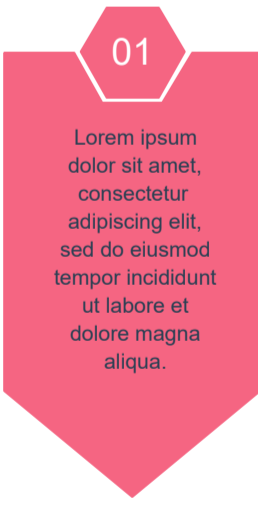 01
Lorem ipsum
dolor sit amet,
consectetur
adipiscing elit,
sed do eiusmod
tempor incididunt
ut labore et
dolore magna
aliqua.